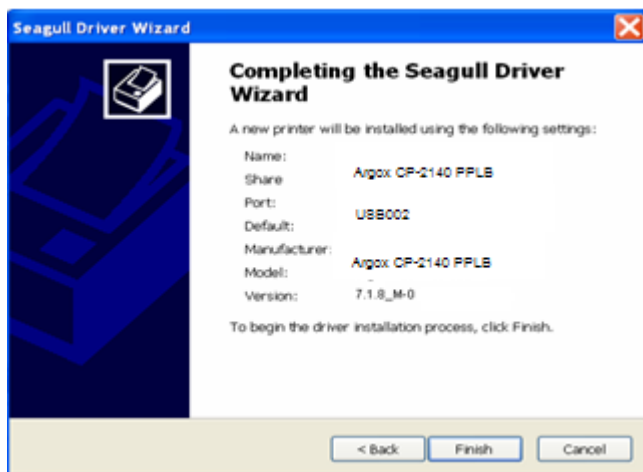 Seagull Driver Wizard
Completing the Seagull Driver
Wizard
A new printer will be installed using the following settings:
Name:
Argox CP-2140 PPLB
Share
Port:
USB002
Default:
Manufacturer:
Argox CP-2140 PPLB
Model:
Version:
7.1.8_M-0
To begin the driver installation process, click Finish.
< Back Finish Cancel